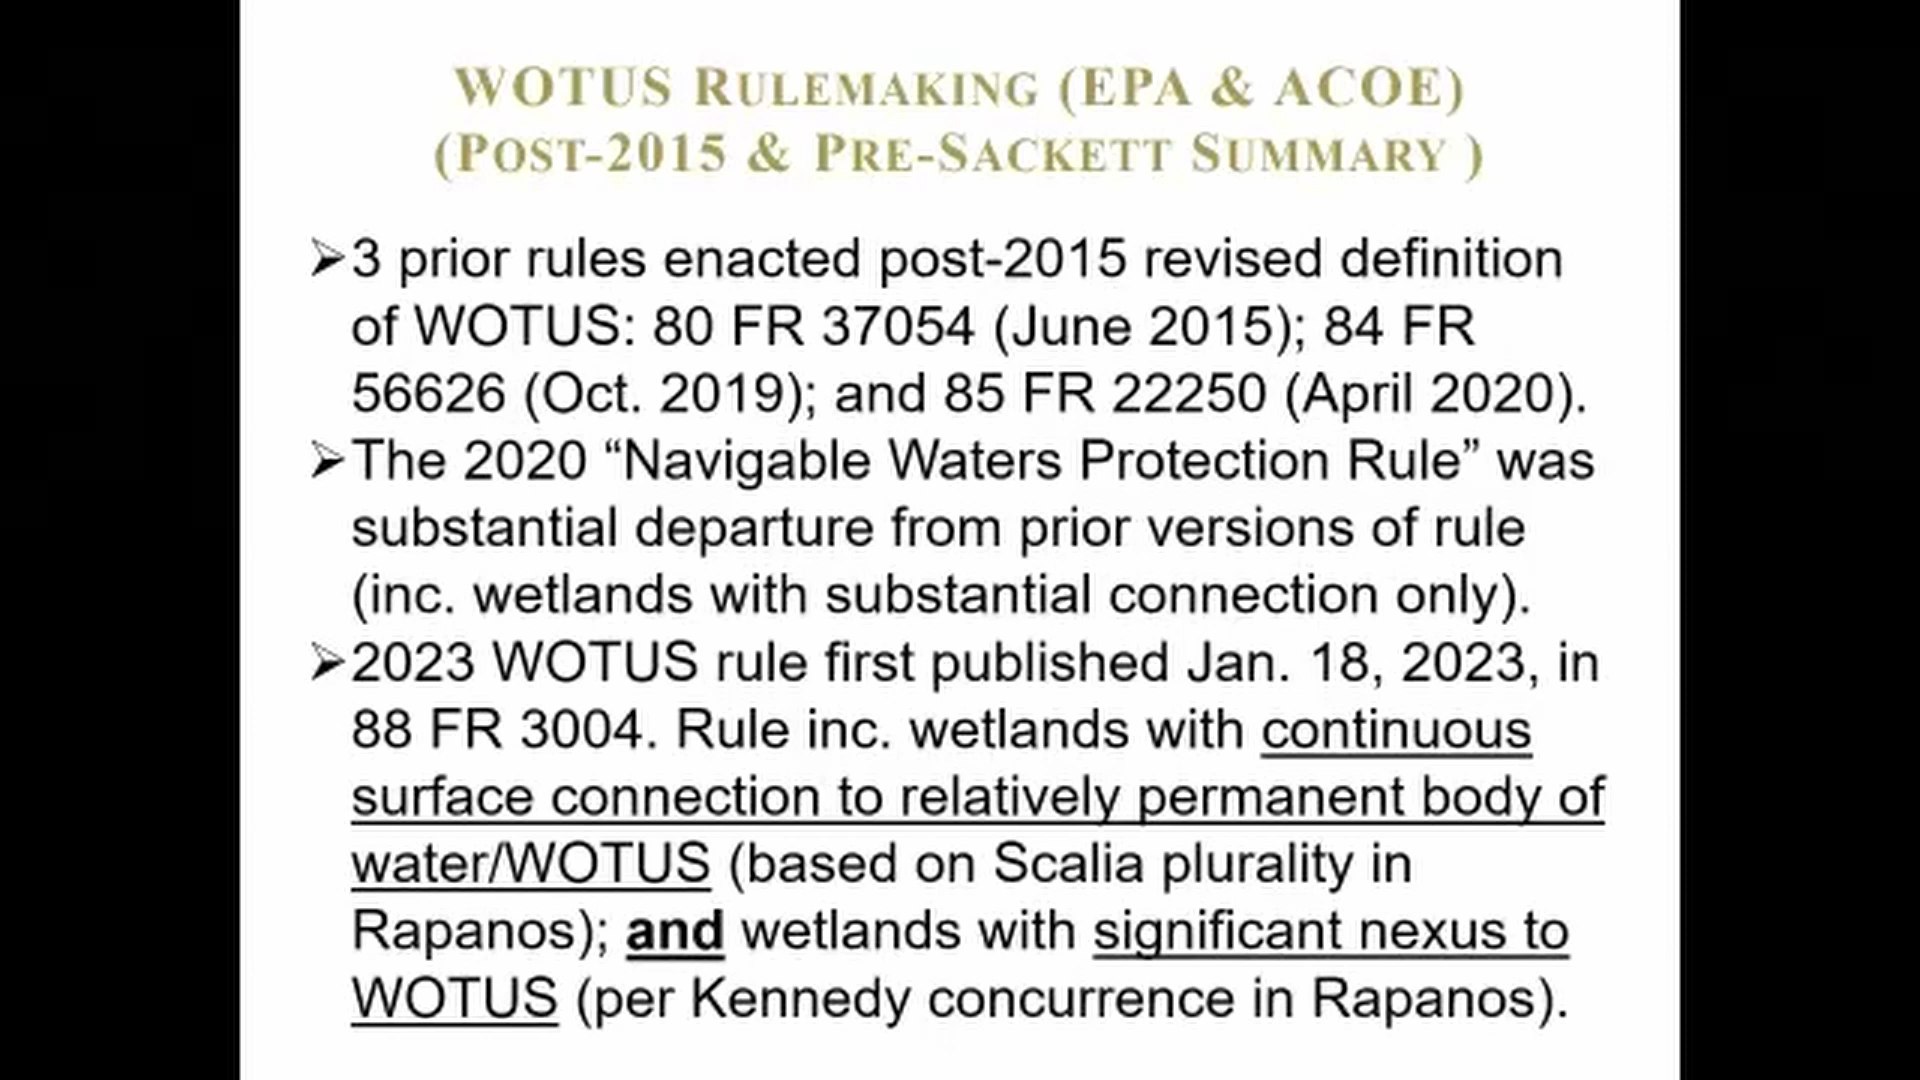 WOTUS RULEMAKING (EPA & ACOE)
(POST-2015 & PRE-SACKETT SUMMARY )
➢3 prior rules enacted post-2015 revised definition
of WOTUS: 80 FR 37054 (June 2015); 84 FR
56626 (Oct. 2019); and 85 FR 22250 (April 2020).
➢The 2020 “Navigable Waters Protection Rule” was
substantial departure from prior versions of rule
(inc. wetlands with substantial connection only).
➢2023 WOTUS rule first published Jan. 18, 2023, in
88 FR 3004. Rule inc. wetlands with continuous
surface connection to relatively permanent body of
water/WOTUS (based on Scalia plurality in
Rapanos); and wetlands with significant nexus to
WOTUS (per Kennedy concurrence in Rapanos).